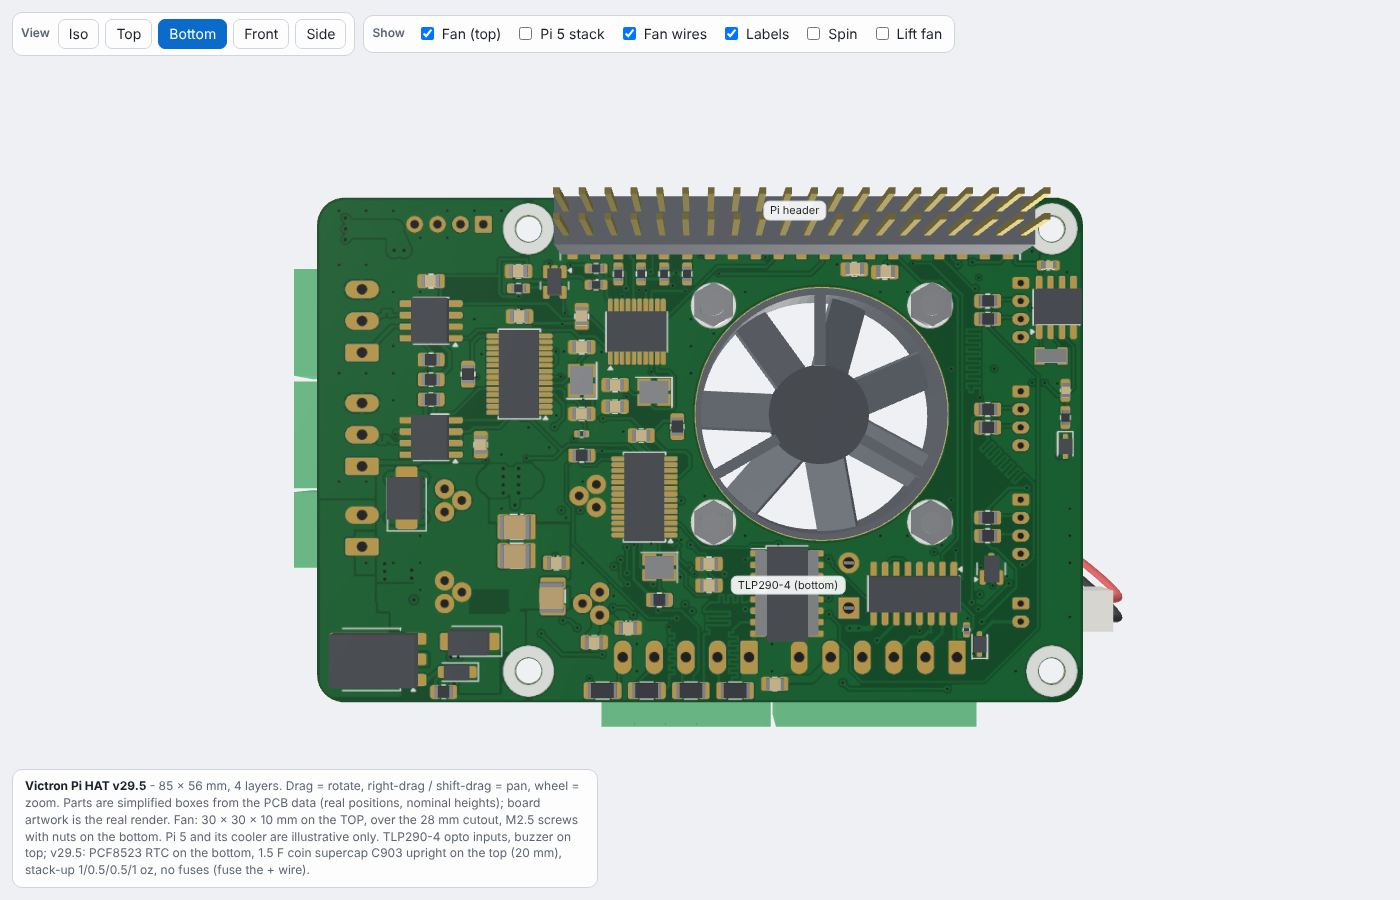 View Iso Top Bottom Front Side Show Fan (top) Pi 5 stack Fan wires Labels Spin Lift fan
Pi header
TLP290-4 (bottom)
Victron Pi HAT v29.5 - 85 × 56 mm, 4 layers. Drag = rotate, right-drag / shift-drag = pan, wheel =
zoom. Parts are simplified boxes from the PCB data (real positions, nominal heights); board
artwork is the real render. Fan: 30 × 30 × 10 mm on the TOP, over the 28 mm cutout, M2.5 screws
with nuts on the bottom. Pi 5 and its cooler are illustrative only. TLP290-4 opto inputs, buzzer on
top; v29.5: PCF8523 RTC on the bottom, 1.5 F coin supercap C903 upright on the top (20 mm),
stack-up 1/0.5/0.5/1 oz, no fuses (fuse the + wire).